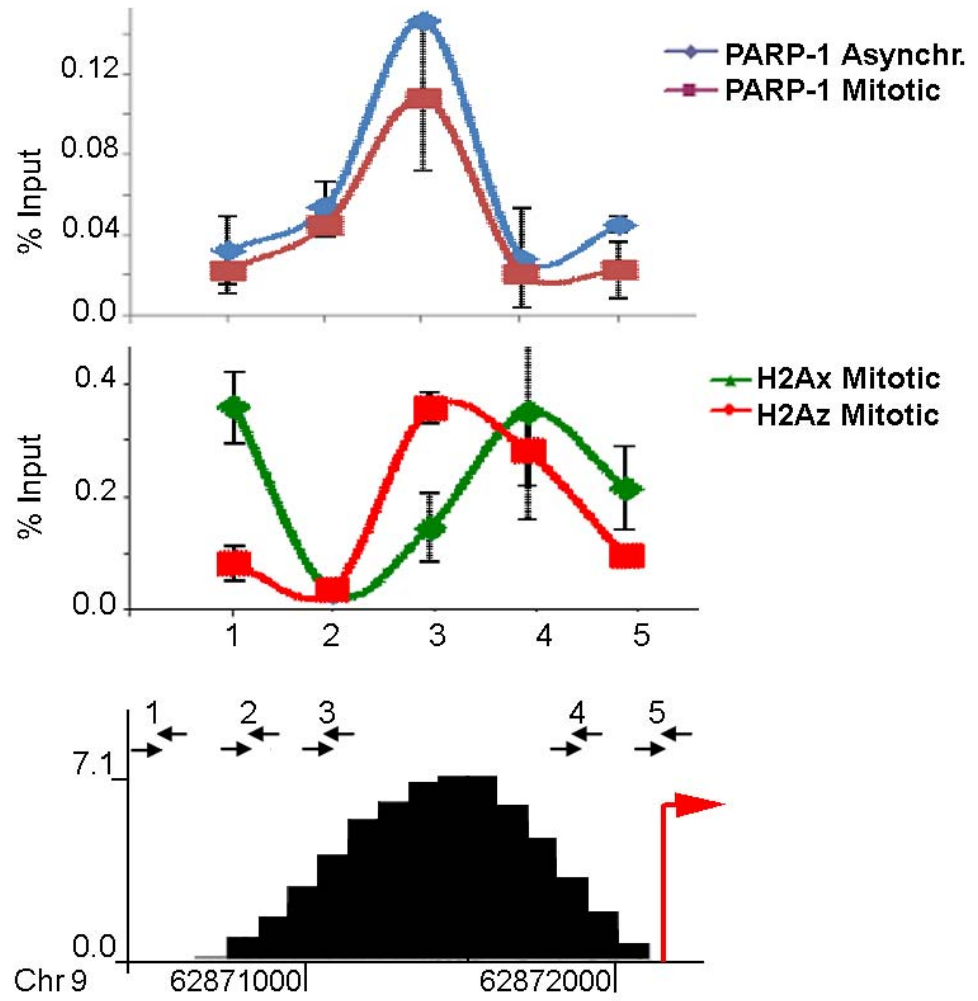 PARP-1 Asynchr.
PARP-1 Mitotic
0.12
0.08
0.04
0.0
% Input
H2Ax Mitotic
H2Az Mitotic
0.4
0.2
0.0
% Input
1 2 3 4 5
1 2 3 4 5
7.1
0.0
Chr 9 62871000 62872000